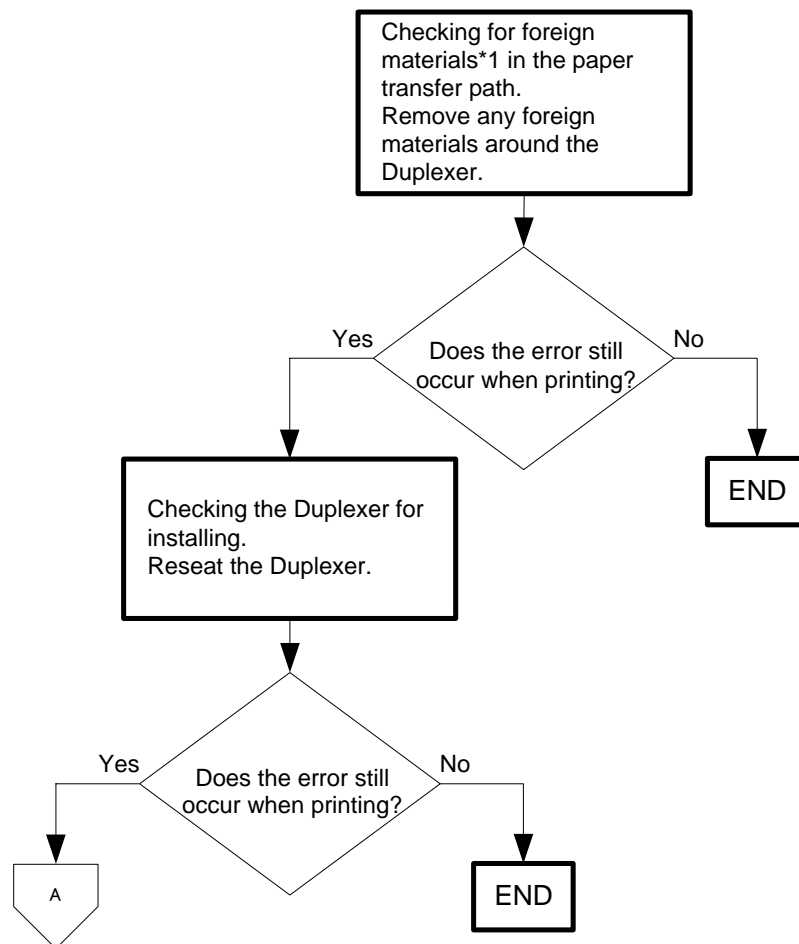 Checking for foreign
materials*1 in the paper
transfer path.
Remove any foreign
materials around the
Duplexer.
Yes
No
Does the error still
occur when printing?
Checking the Duplexer for
installing.
Reseat the Duplexer.
END
Yes
No
Does the error still
occur when printing?
A
END